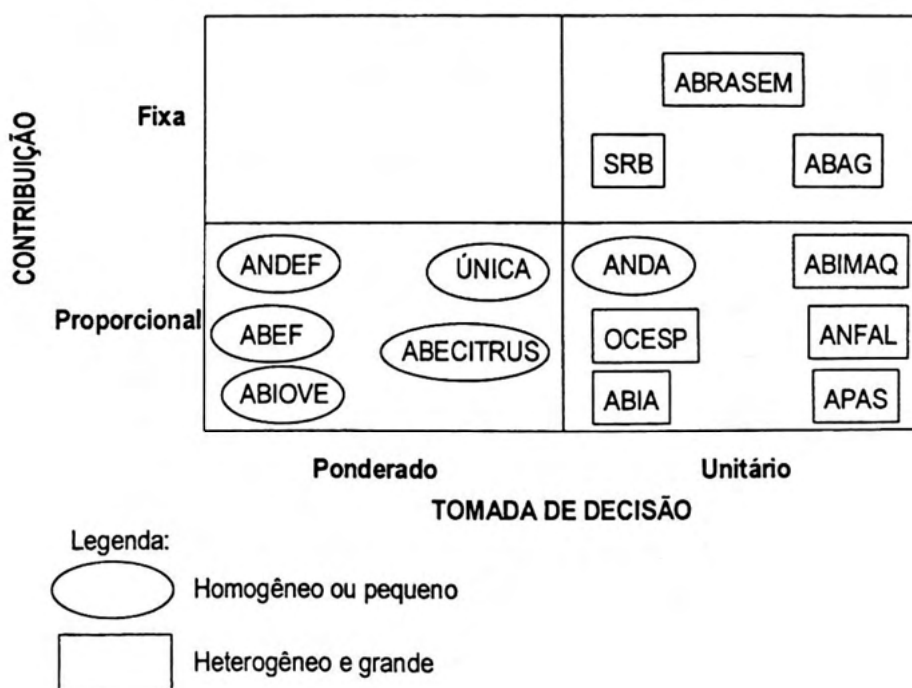 CONTRIBUIÇÃO
Fixa
ABRASEM
SRB
ABAG
Proporcional
ANDEF
ÚNICA
ABEF
ABECITRUS
ABIOVE
ANDA
ABIMAQ
OCESP
ANFAL
ABIA
APAS
Ponderado
Unitário
TOMADA DE DECISÃO
Legenda:
Homogêneo ou pequeno
Heterogêneo e grande